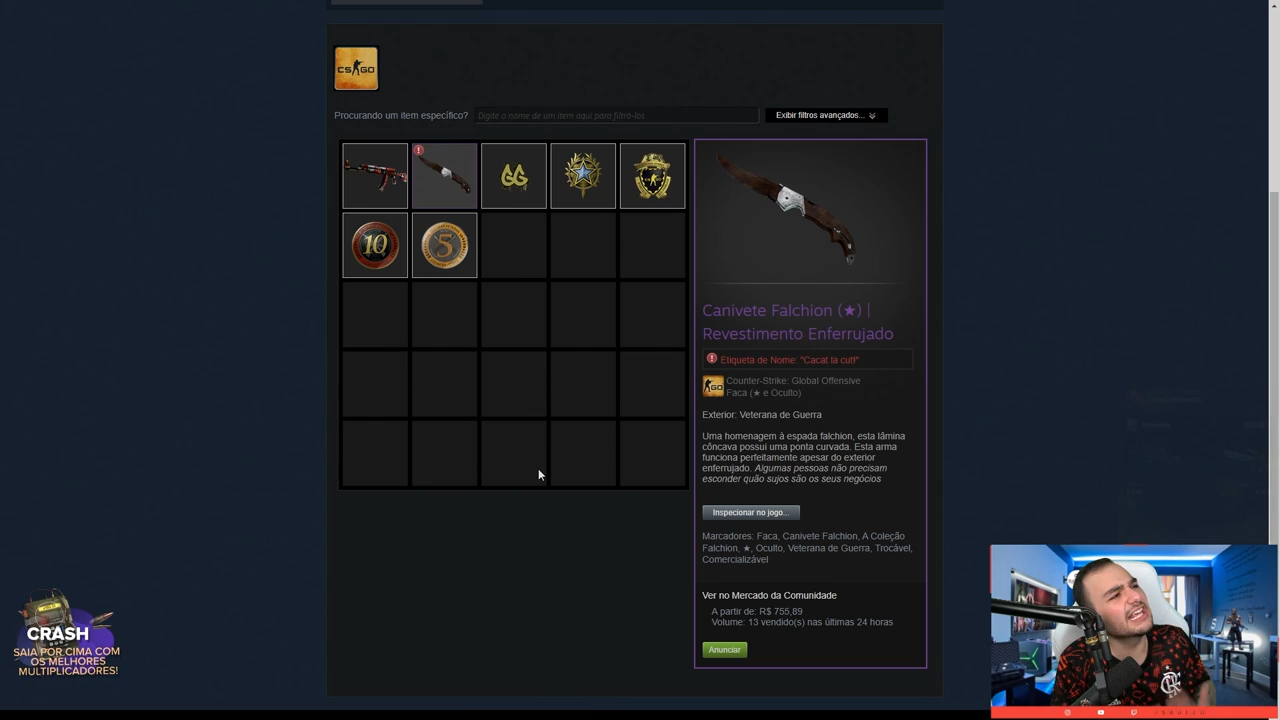 CS GO
Procurando um item específico?
Digite o nome de um item aqui para filtrá-los
Exibir filtros avançados...
GG
10
5
Canivete Falchion (★) |
Revestimento Enferrujado
Etiqueta de Nome: "Cacat la cutt"
GO
Counter-Strike: Global Offensive
Faca (★ e Oculto)
Exterior: Veterana de Guerra
Uma homenagem à espada falchion, esta lâmina
côncava possui uma ponta curvada. Esta arma
funciona perfeitamente apesar do exterior
enferrujado. Algumas pessoas não precisam
esconder quão sujos são os seus negócios
Inspecionar no jogo...
Marcadores: Faca, Canivete Falchion, A Coleção
Falchion, ★, Oculto, Veterana de Guerra, Trocável,
Comercializável
Ver no Mercado da Comunidade
A partir de: R$ 755,89
Volume: 13 vendido(s) nas últimas 24 horas
Anunciar
CRASH
SAIA POR CIMA COM
OS MELHORES
MULTIPLICADORES!